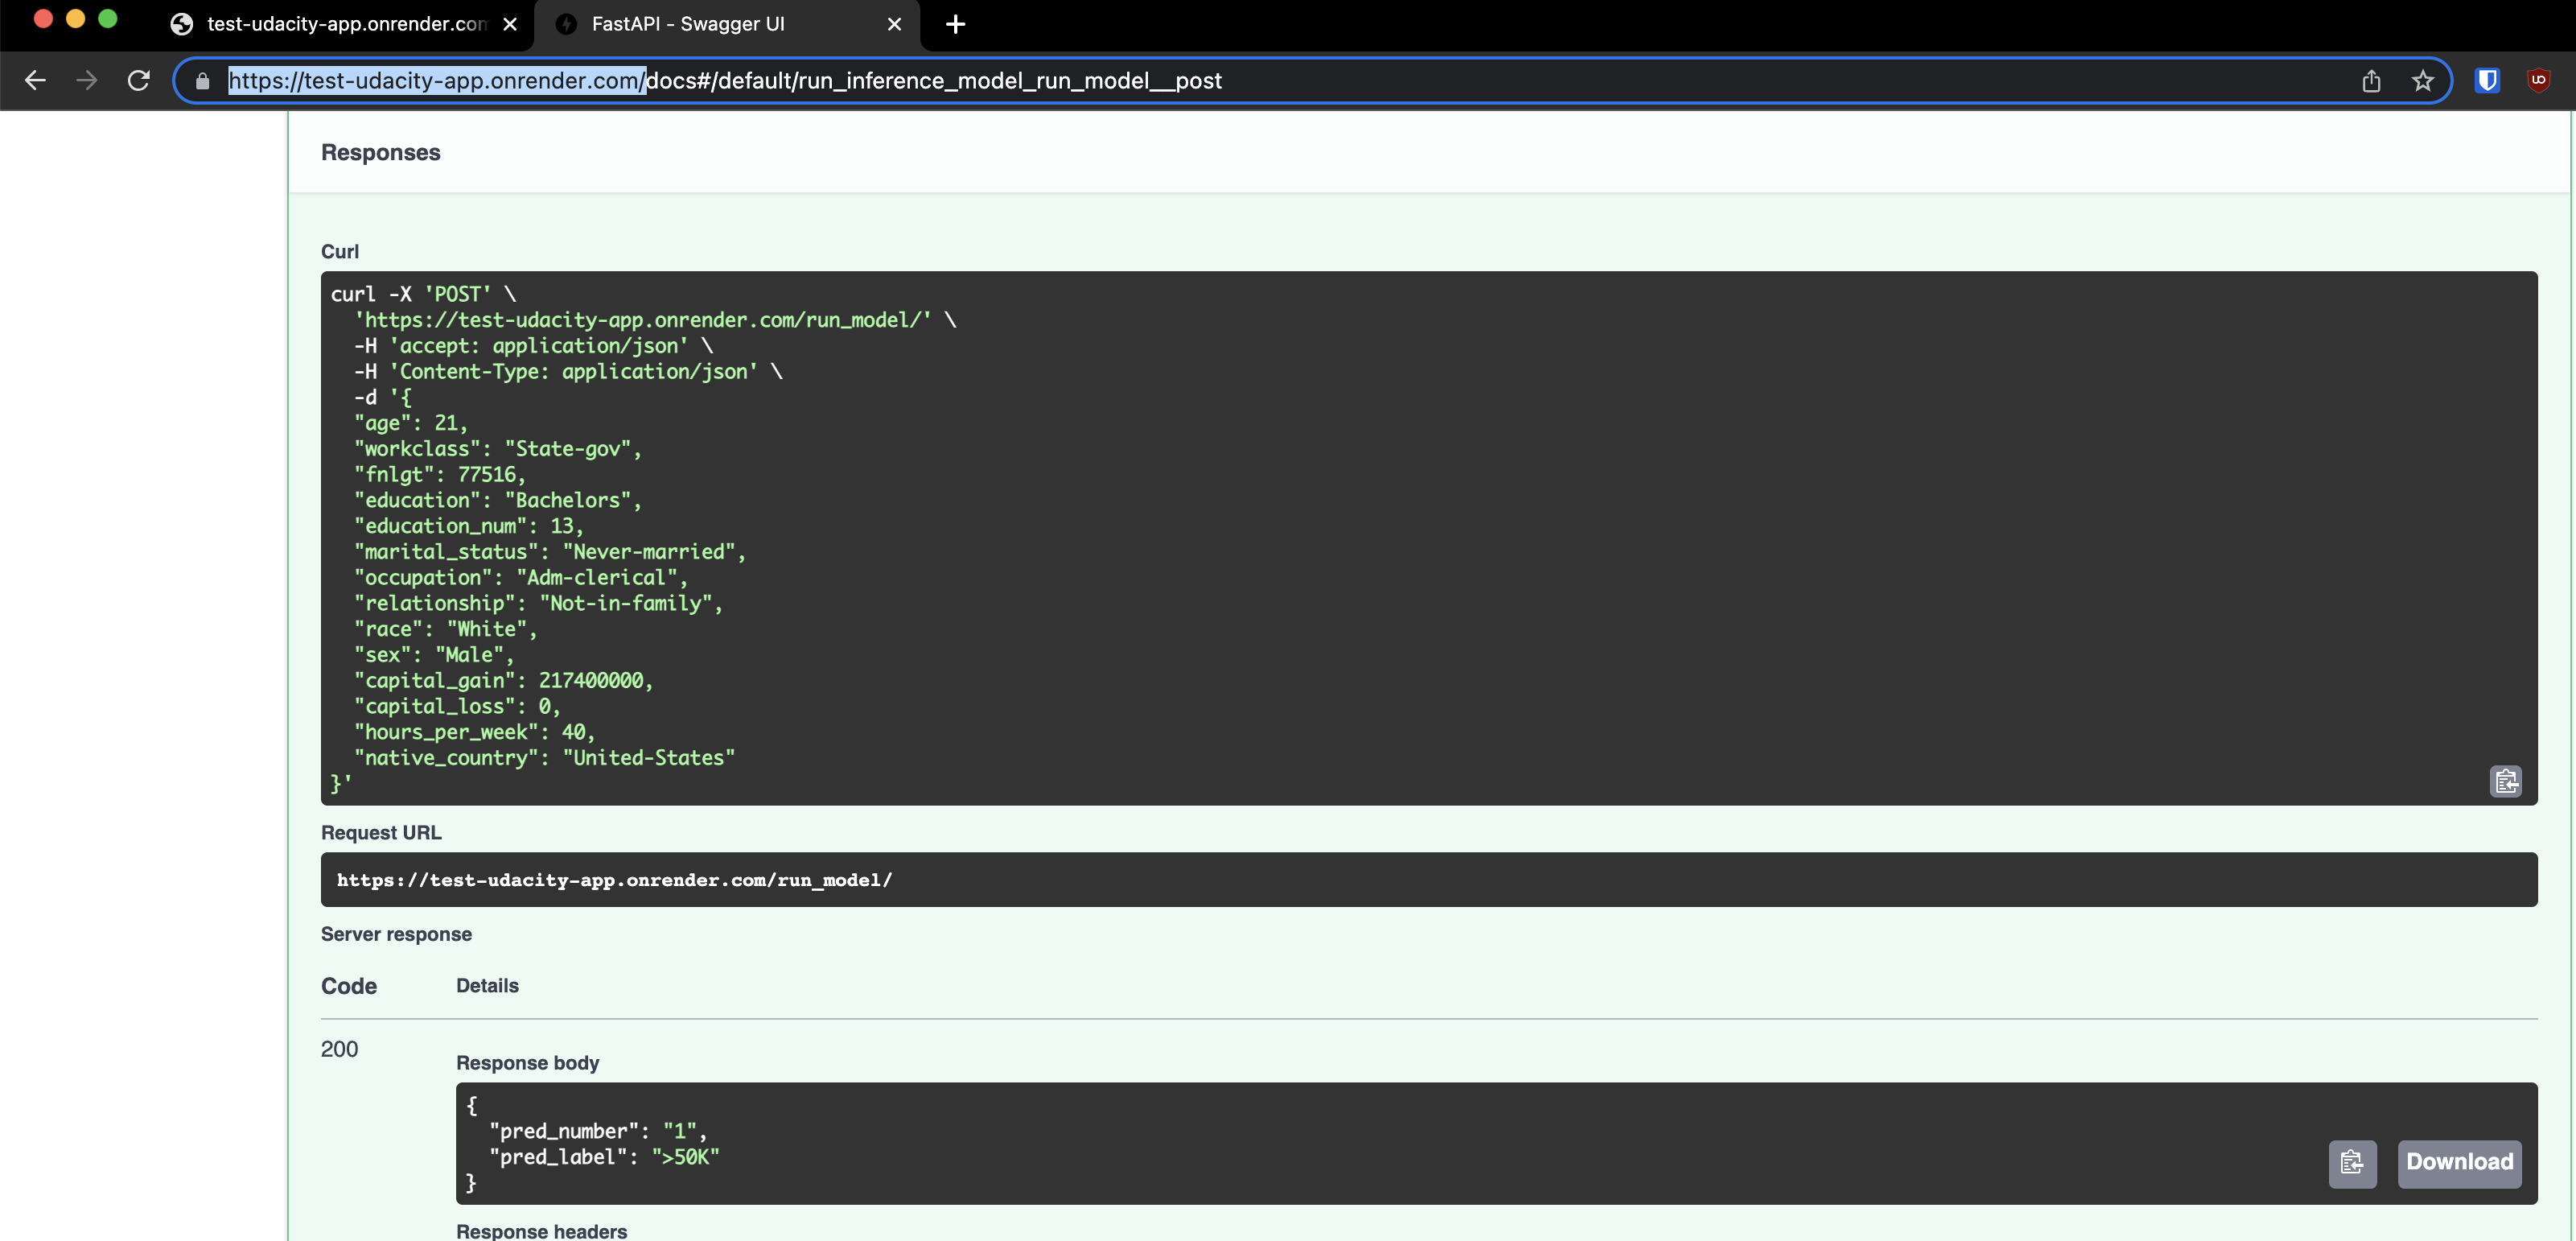 test-udacity-app.onrender.com
FastAPI - Swagger UI
https://test-udacity-app.onrender.com/docs#/default/run_inference_model_run_model__post
Responses
Curl
curl -X 'POST' \
'https://test-udacity-app.onrender.com/run_model/' \
-H 'accept: application/json' \
-H 'Content-Type: application/json' \
-d '{
"age": 21,
"workclass": "State-gov",
"fnlgt": 77516,
"education": "Bachelors",
"education_num": 13,
"marital_status": "Never-married",
"occupation": "Adm-clerical",
"relationship": "Not-in-family",
"race": "White",
"sex": "Male",
"capital_gain": 217400000,
"capital_loss": 0,
"hours_per_week": 40,
"native_country": "United-States"
}'
Request URL
https://test-udacity-app.onrender.com/run_model/
Server response
Code Details
200
Response body
{
"pred_number": "1",
"pred_label": ">50K"
}
Download
Response headers